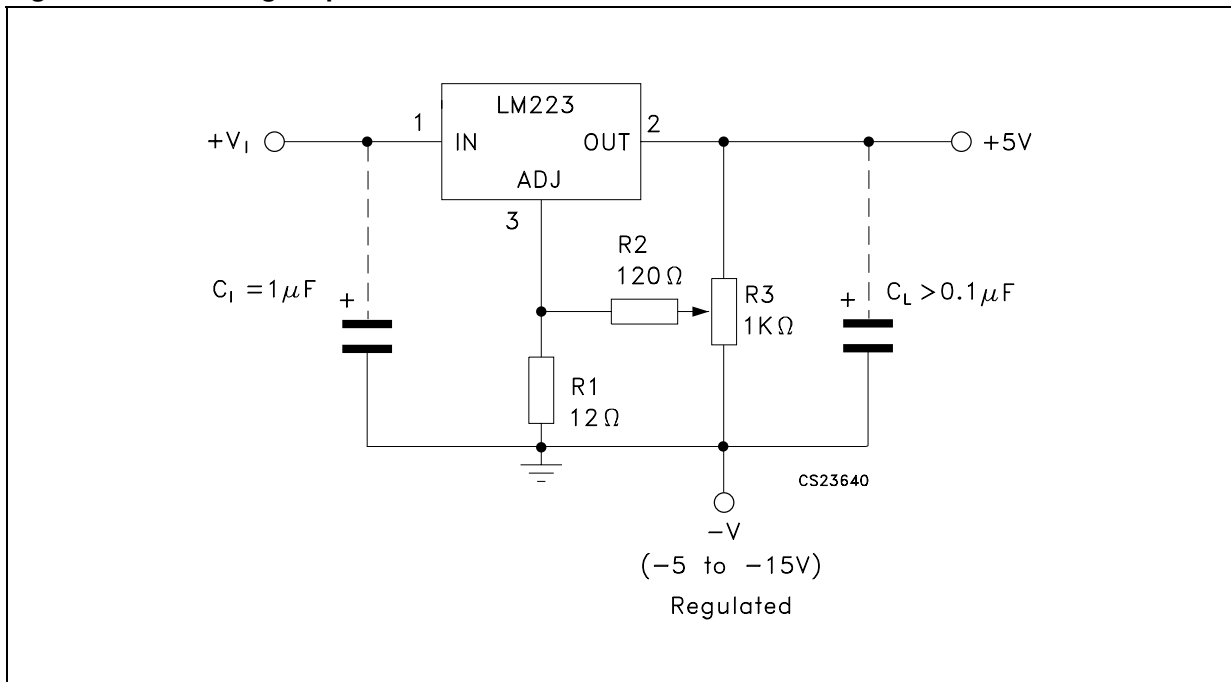 LM223
1
2
+V_I
IN
OUT
+5V
ADJ
3
R2
120Ω
C_I =1μF
+
R3
1KΩ
+
C_L >0.1μF
R1
12Ω
CS23640
−V
(−5 to −15V)
Regulated